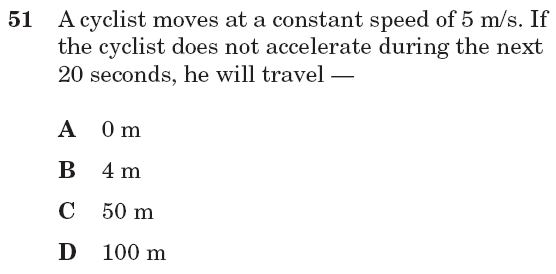 51 A cyclist moves at a constant speed of 5 m/s. If
the cyclist does not accelerate during the next
20 seconds, he will travel —
A 0 m
B 4 m
C 50 m
D 100 m